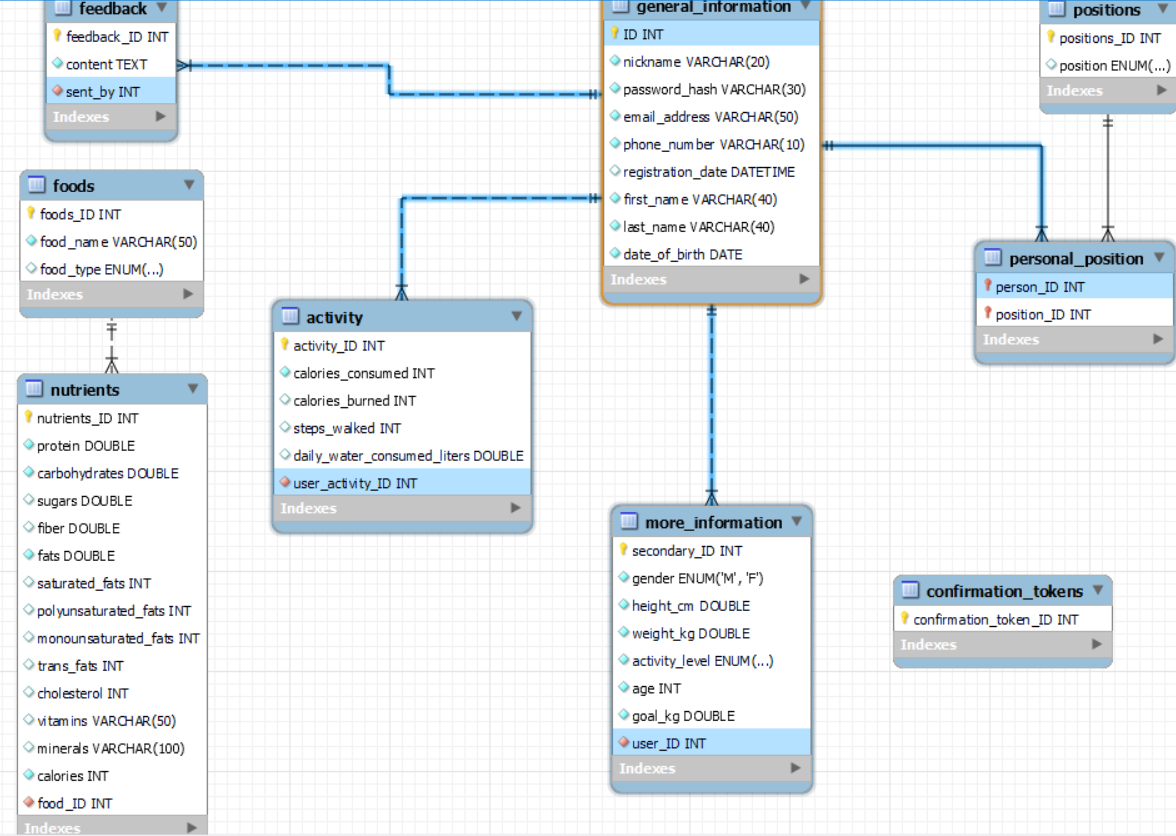 feedback
feedback_ID INT
content TEXT
sent_by INT
Indexes
foods
foods_ID INT
food_name VARCHAR(50)
food_type ENUM(...)
Indexes
nutrients
nutrients_ID INT
protein DOUBLE
carbohydrates DOUBLE
sugars DOUBLE
fiber DOUBLE
fats DOUBLE
saturated_fats INT
polyunsaturated_fats INT
monounsaturated_fats INT
trans_fats INT
cholesterol INT
vitamins VARCHAR(50)
minerals VARCHAR(100)
calories INT
food_ID INT
Indexes
activity
activity_ID INT
calories_consumed INT
calories_burned INT
steps_walked INT
daily_water_consumed_liters DOUBLE
user_activity_ID INT
Indexes
general_information
ID INT
nickname VARCHAR(20)
password_hash VARCHAR(30)
email_address VARCHAR(50)
phone_number VARCHAR(10)
registration_date DATETIME
first_name VARCHAR(40)
last_name VARCHAR(40)
date_of_birth DATE
Indexes
more_information
secondary_ID INT
gender ENUM('M', 'F')
height_cm DOUBLE
weight_kg DOUBLE
activity_level ENUM(...)
age INT
goal_kg DOUBLE
user_ID INT
Indexes
positions
positions_ID INT
position ENUM(...)
Indexes
personal_position
person_ID INT
position_ID INT
Indexes
confirmation_tokens
confirmation_token_ID INT
Indexes